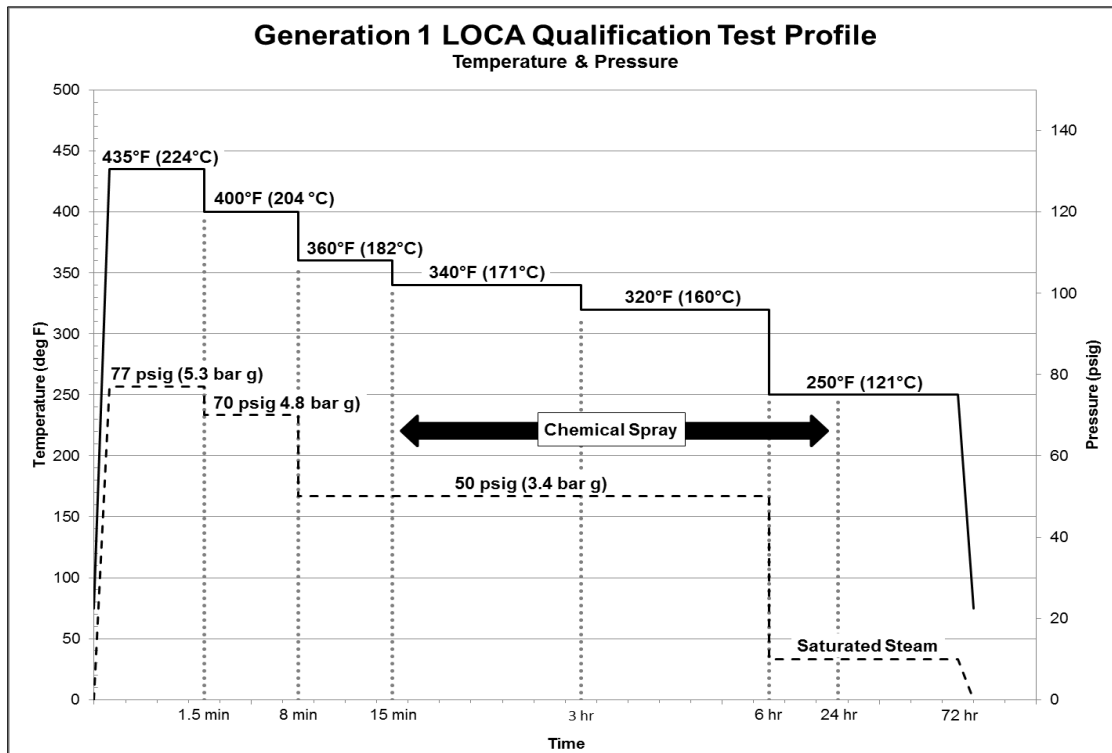 Generation 1 LOCA Qualification Test Profile
Temperature & Pressure
500
450
400
350
300
250
200
150
100
50
0
Temperature (deg F)
140
120
100
80
60
40
20
0
Pressure (psig)
435°F (224°C)
400°F (204 °C)
360°F (182°C)
340°F (171°C)
320°F (160°C)
250°F (121°C)
77 psig (5.3 bar g)
70 psig 4.8 bar g)
Chemical Spray
50 psig (3.4 bar g)
Saturated Steam
1.5 min 8 min 15 min 3 hr 6 hr 24 hr 72 hr
Time